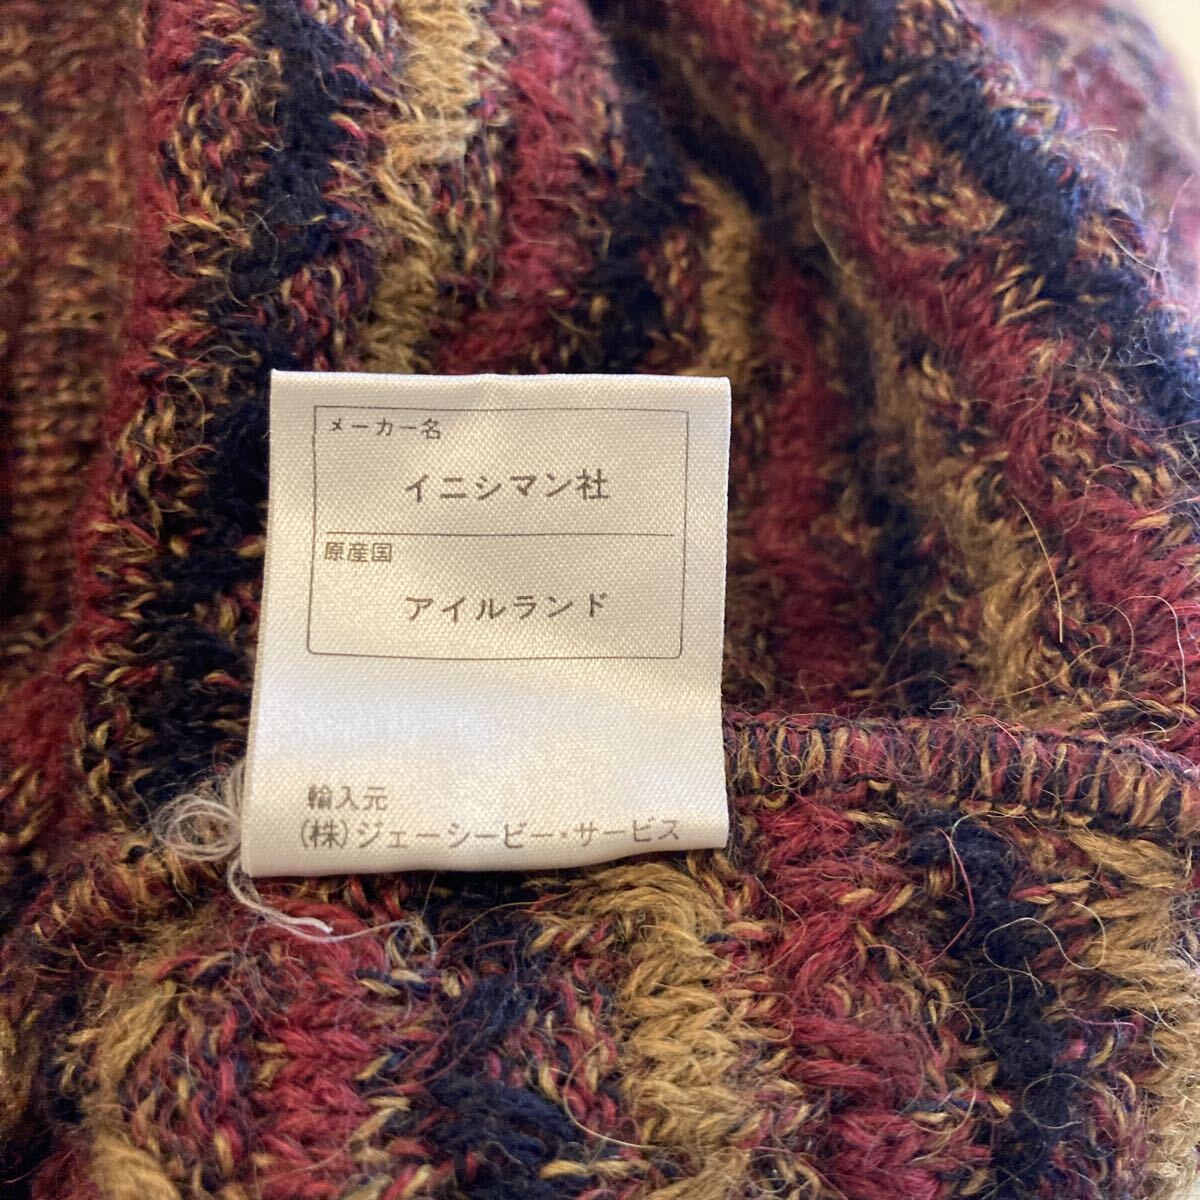 メーカー名
イニシマン社
原産国
アイルランド
輸入元
(株)ジェーシービー・サービス